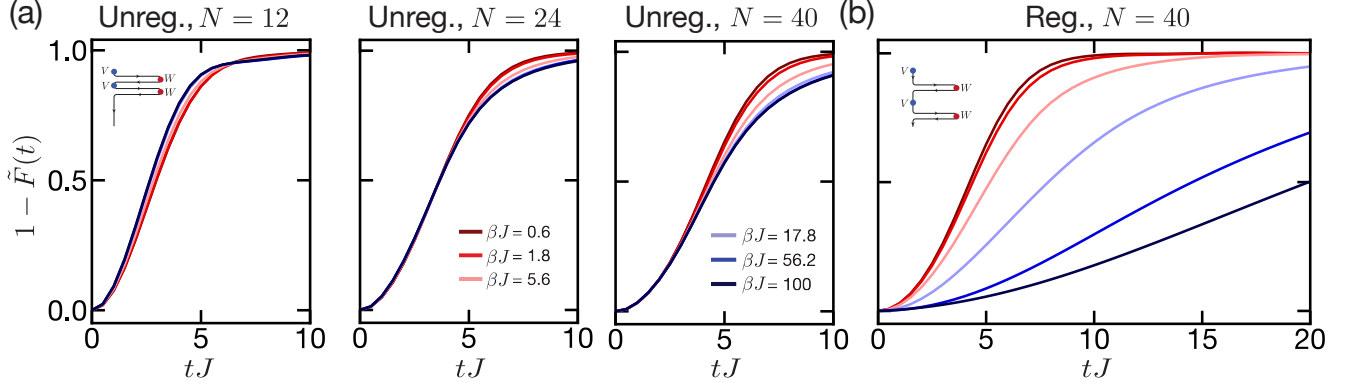 (a)
Unreg., N = 12
Unreg., N = 24
Unreg., N = 40
(b)
Reg., N = 40
1 − F̃(t)
1.0
0.5
0.0
V
W
V
W
V
W
V
W
βJ = 0.6
βJ = 1.8
βJ = 5.6
βJ = 17.8
βJ = 56.2
βJ = 100
0 5 10
0 5 10
0 5 10
0 5 10 15 20
tJ
tJ
tJ
tJ